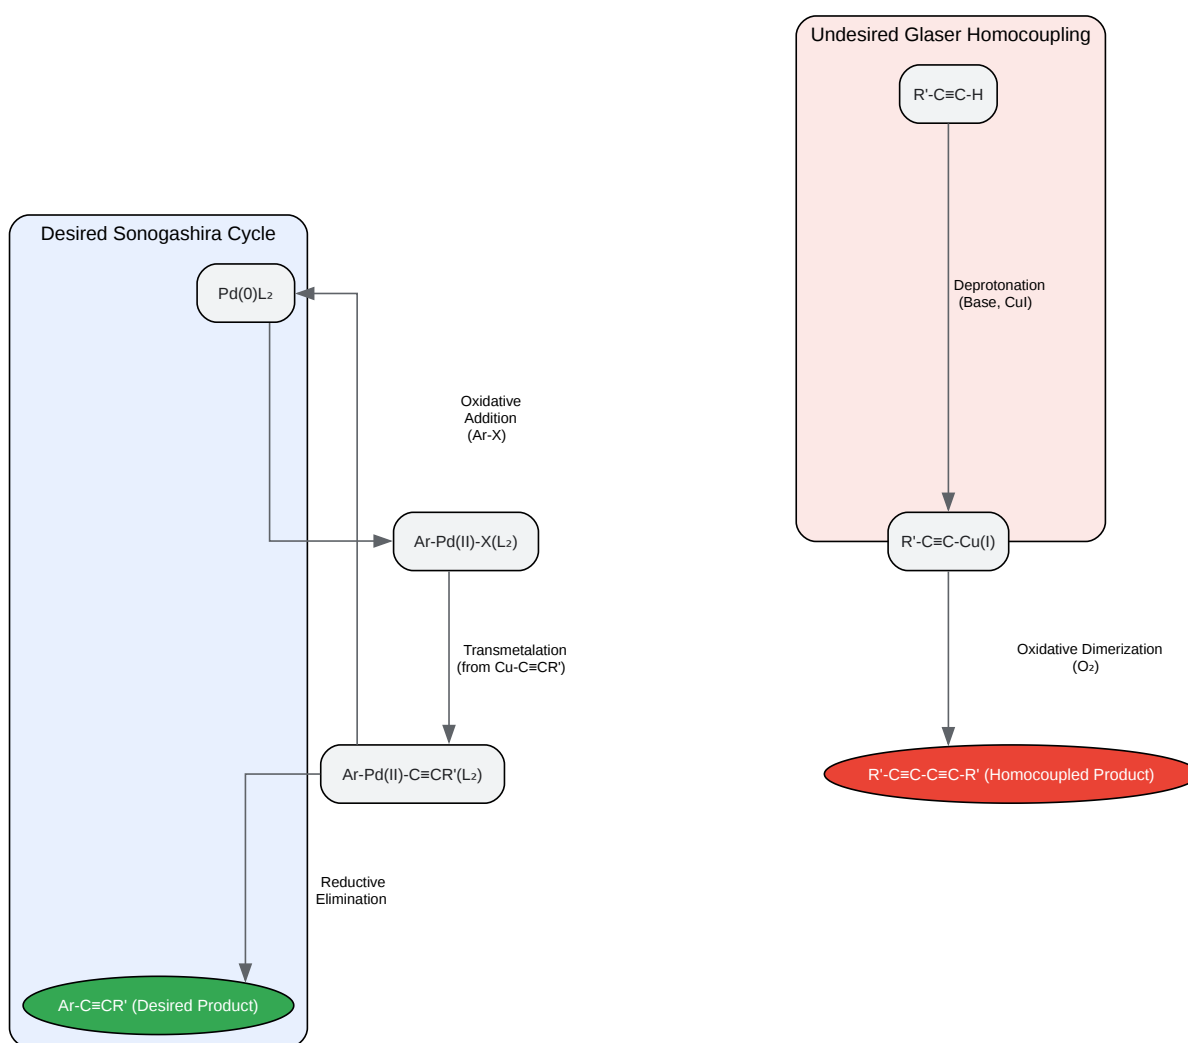 Undesired Glaser Homocoupling
R'-C≡C-H
Deprotonation
(Base, CuI)
R'-C≡C-Cu(I)
Oxidative Dimerization
(O₂)
R'-C≡C-C≡C-R' (Homocoupled Product)
Desired Sonogashira Cycle
Pd(0)L₂
Oxidative
Addition
(Ar-X)
Ar-Pd(II)-X(L₂)
Transmetalation
(from Cu-C≡CR')
Ar-Pd(II)-C≡CR'(L₂)
Reductive
Elimination
Ar-C≡CR' (Desired Product)